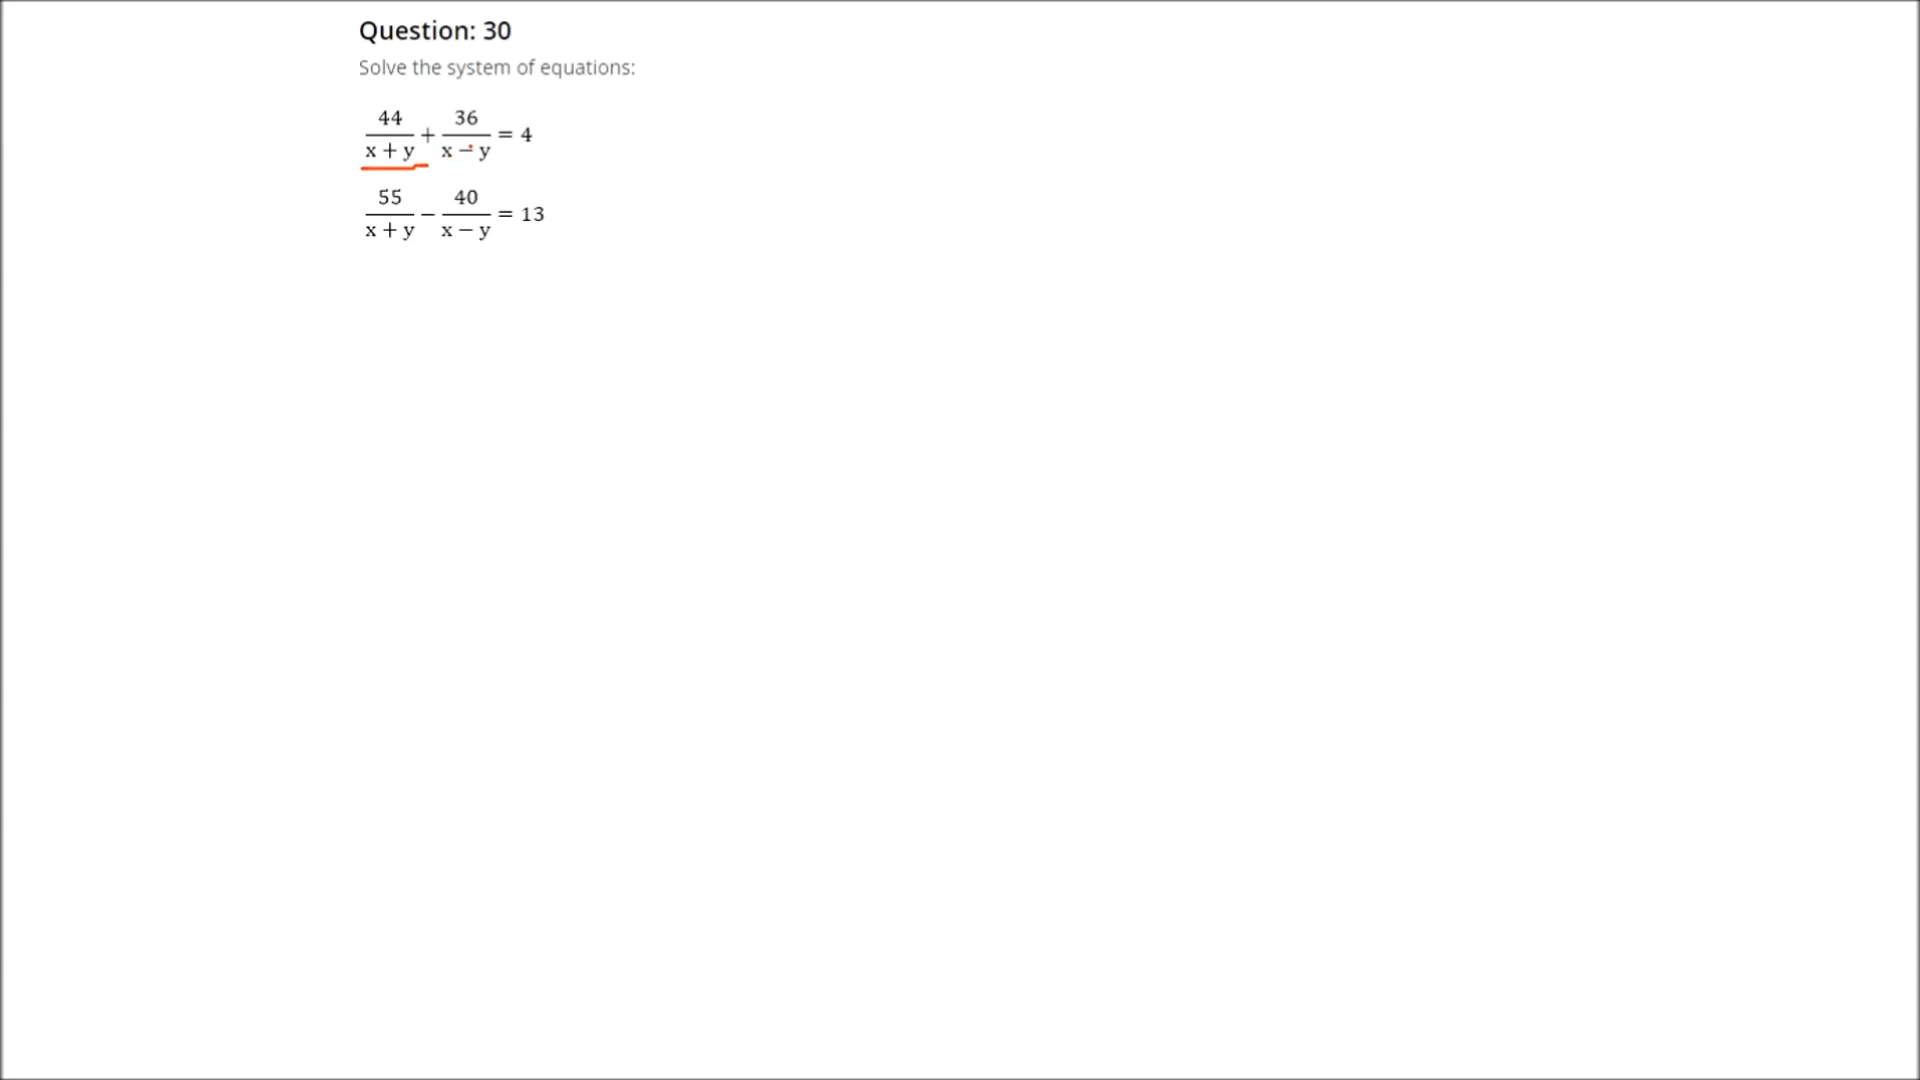 Question: 30
Solve the system of equations:
44/(x + y) + 36/(x − y) = 4
55/(x + y) − 40/(x − y) = 13